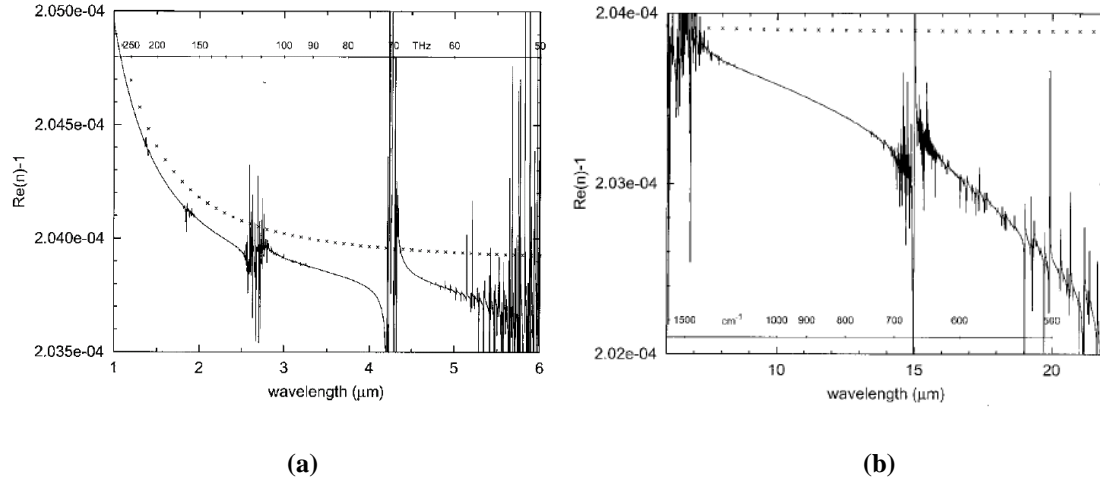 2.050e-04
2.045e-04
2.040e-04
2.035e-04
Re(n)-1
250 200 150 100 90 80 70 THz 60 50
1 2 3 4 5 6
wavelength (μm)
(a)
2.04e-04
2.03e-04
2.02e-04
Re(n)-1
1500 cm-1 1000 900 800 700 600 560
10 15 20
wavelength (μm)
(b)